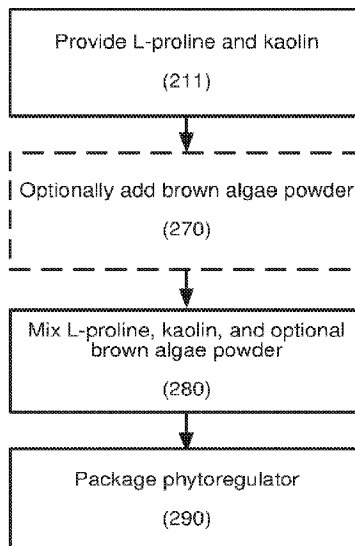 Provide L-proline and kaolin
(211)
Optionally add brown algae powder
(270)
Mix L-proline, kaolin, and optional
brown algae powder
(280)
Package phytoregulator
(290)